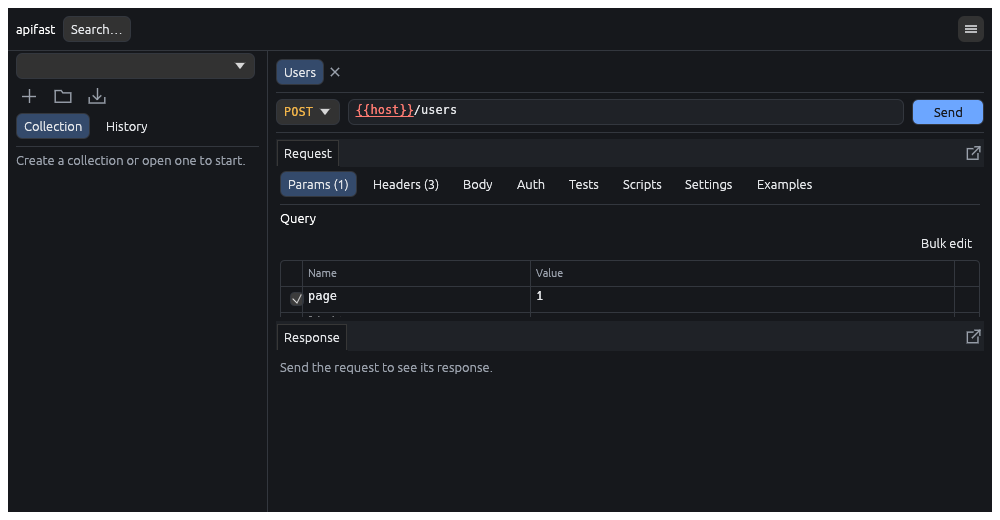 apifast Search…
Users
POST {{host}}/users Send
Collection History
Create a collection or open one to start.
Request
Params (1) Headers (3) Body Auth Tests Scripts Settings Examples
Query
Bulk edit
Name Value
page 1
Response
Send the request to see its response.